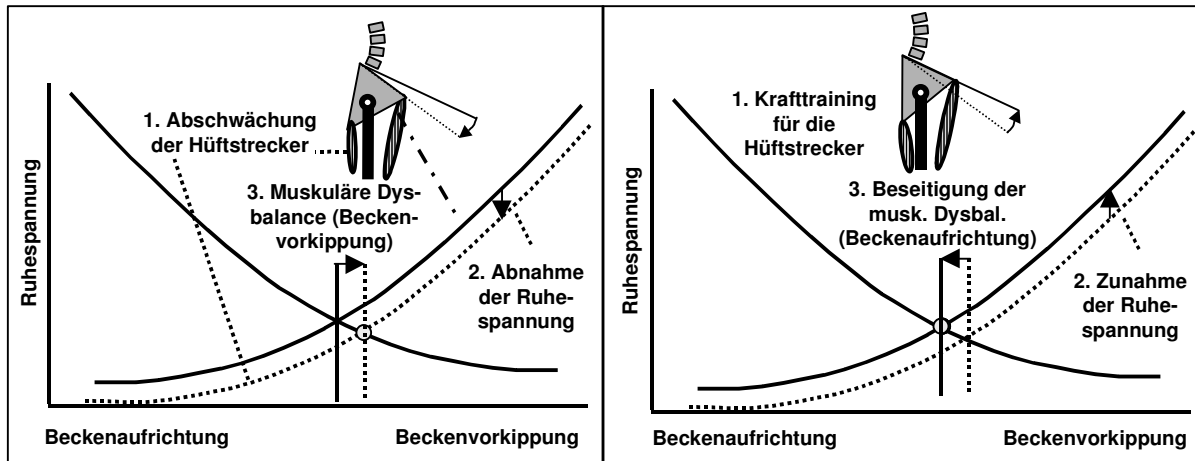 1. Abschwächung
der Hüftstrecker
3. Muskuläre Dys-
balance (Becken-
vorkippung)
2. Abnahme
der Ruhe-
spannung
Ruhespannung
Beckenaufrichtung
Beckenvorkippung
1. Krafttraining
für die
Hüftstrecker
3. Beseitigung der
musk. Dysbal.
(Beckenaufrichtung)
2. Zunahme
der Ruhe-
spannung
Ruhespannung
Beckenaufrichtung
Beckenvorkippung